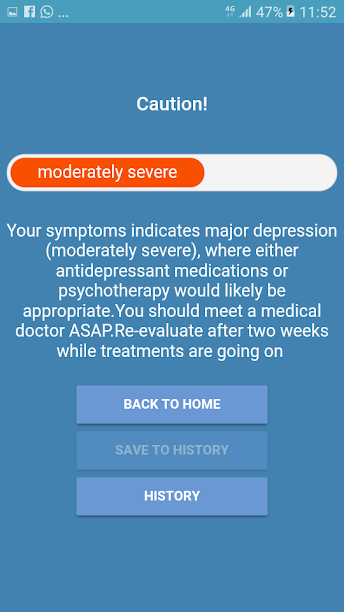 ... 4G 47% 11:52
Caution!
moderately severe
Your symptoms indicates major depression
(moderately severe), where either
antidepressant medications or
psychotherapy would likely be
appropriate.You should meet a medical
doctor ASAP.Re-evaluate after two weeks
while treatments are going on
BACK TO HOME
SAVE TO HISTORY
HISTORY